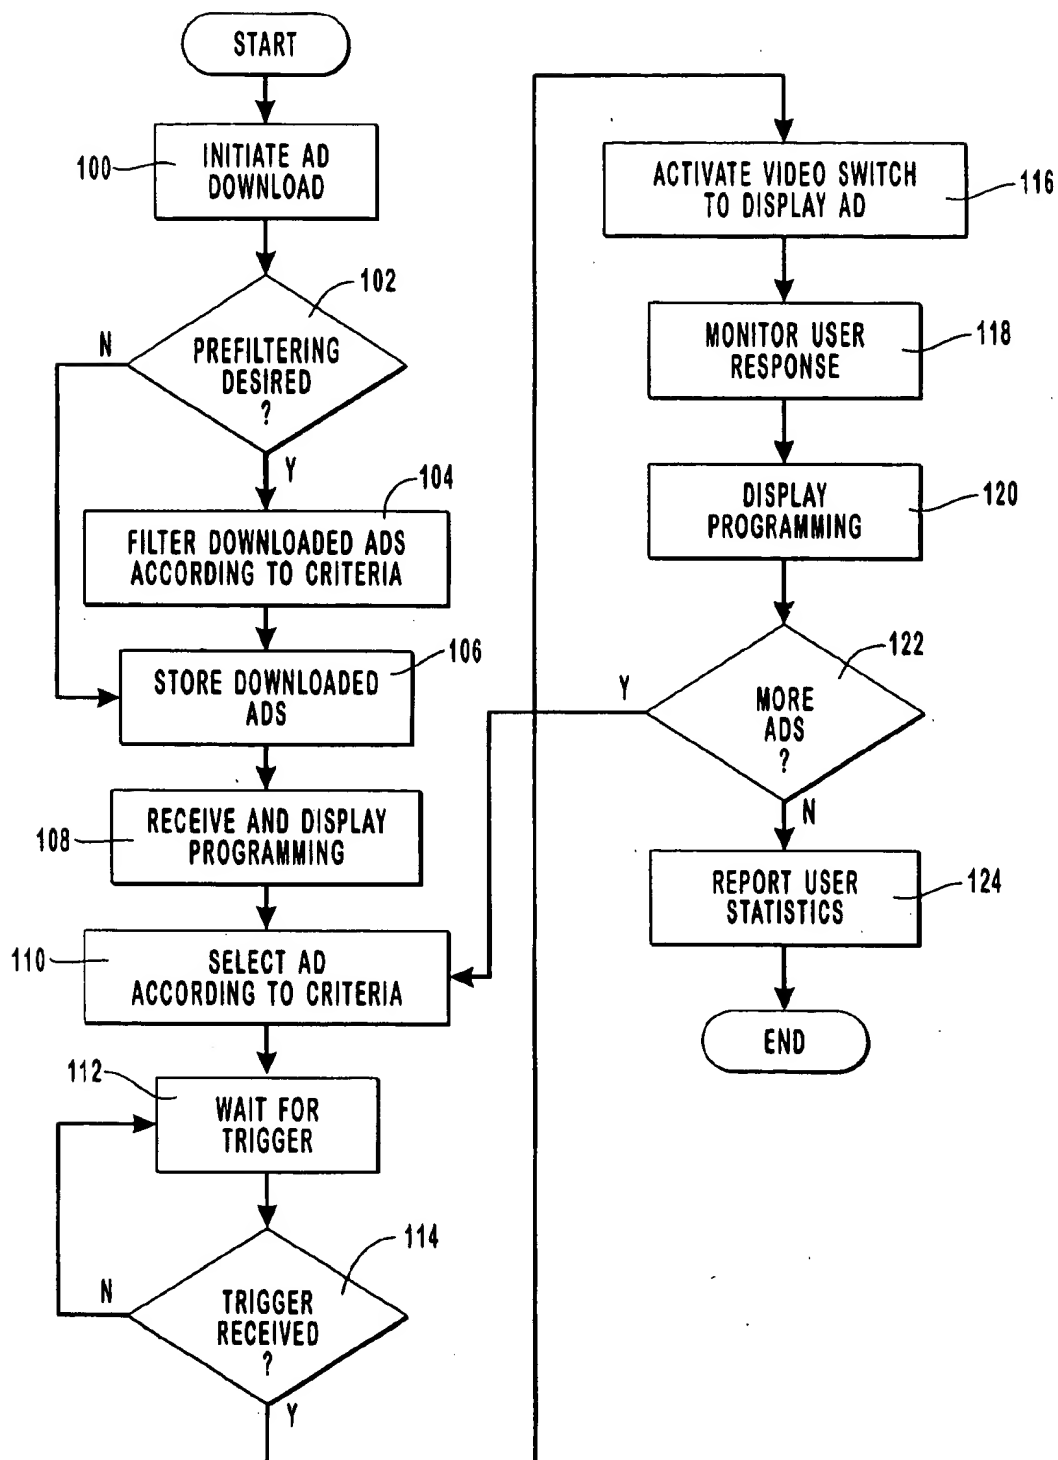 START
100
INITIATE AD
DOWNLOAD
102
N
PREFILTERING
DESIRED
?
Y
104
FILTER DOWNLOADED ADS
ACCORDING TO CRITERIA
106
STORE DOWNLOADED
ADS
108
RECEIVE AND DISPLAY
PROGRAMMING
110
SELECT AD
ACCORDING TO CRITERIA
112
WAIT FOR
TRIGGER
114
N
TRIGGER
RECEIVED
?
Y
ACTIVATE VIDEO SWITCH
TO DISPLAY AD
116
MONITOR USER
RESPONSE
118
DISPLAY
PROGRAMMING
120
122
Y
MORE
ADS
?
N
REPORT USER
STATISTICS
124
END